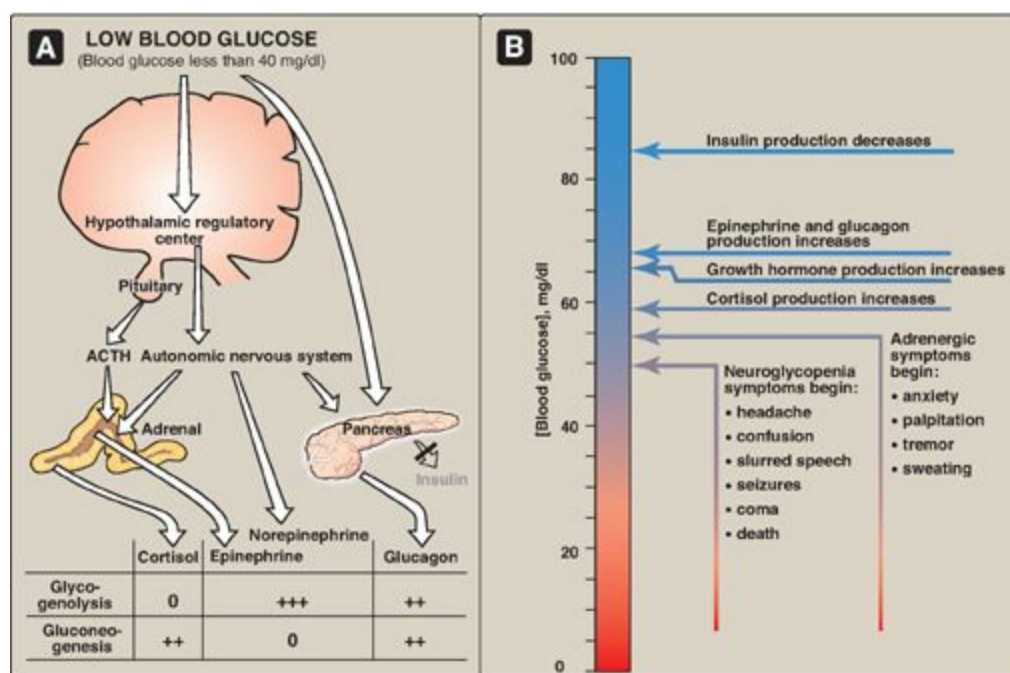 A
LOW BLOOD GLUCOSE
(Blood glucose less than 40 mg/dl)
Hypothalamic regulatory
center
Pituitary
ACTH
Autonomic nervous system
Adrenal
Pancreas
Insulin
Norepinephrine
Cortisol
Epinephrine
Glucagon
Glyco-
genolysis
0
+++
++
Gluconeo-
genesis
++
0
++
B
[Blood glucose], mg/dl
100
80
60
40
20
0
Insulin production decreases
Epinephrine and glucagon
production increases
Growth hormone production increases
Cortisol production increases
Neuroglycopenia
symptoms begin:
• headache
• confusion
• slurred speech
• seizures
• coma
• death
Adrenergic
symptoms
begin:
• anxiety
• palpitation
• tremor
• sweating